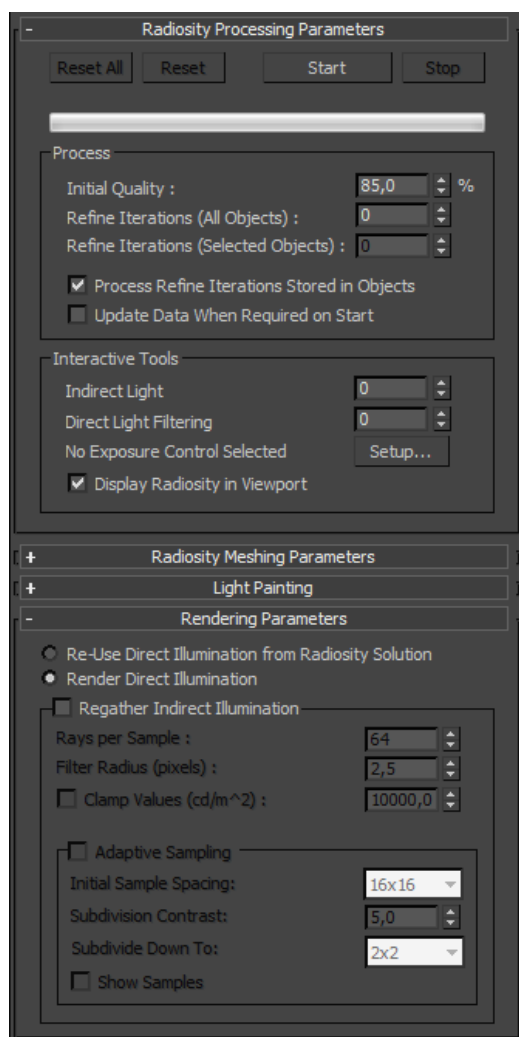 - Radiosity Processing Parameters
Reset All Reset Start Stop
Process
Initial Quality : 85,0 %
Refine Iterations (All Objects) : 0
Refine Iterations (Selected Objects) : 0
Process Refine Iterations Stored in Objects
Update Data When Required on Start
Interactive Tools
Indirect Light 0
Direct Light Filtering 0
No Exposure Control Selected Setup...
Display Radiosity in Viewport
+ Radiosity Meshing Parameters
+ Light Painting
- Rendering Parameters
Re-Use Direct Illumination from Radiosity Solution
Render Direct Illumination
Regather Indirect Illumination
Rays per Sample : 64
Filter Radius (pixels) : 2,5
Clamp Values (cd/m^2) : 10000,0
Adaptive Sampling
Initial Sample Spacing: 16x16
Subdivision Contrast: 5,0
Subdivide Down To: 2x2
Show Samples